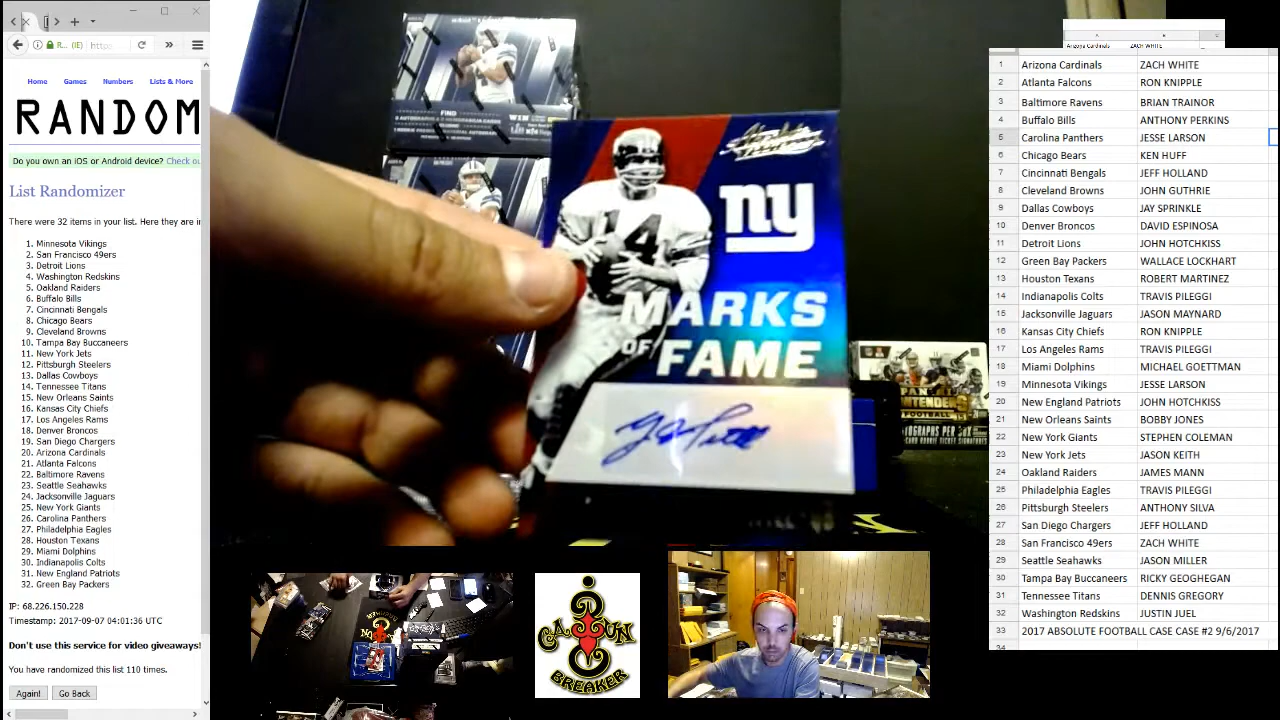 R... (IE) https:
Home Games Numbers Lists & More
RANDOM
Do you own an iOS or Android device? Check ou
List Randomizer
There were 32 items in your list. Here they are i
1. Minnesota Vikings
2. San Francisco 49ers
3. Detroit Lions
4. Washington Redskins
5. Oakland Raiders
6. Buffalo Bills
7. Cincinnati Bengals
8. Chicago Bears
9. Cleveland Browns
10. Tampa Bay Buccaneers
11. New York Jets
12. Pittsburgh Steelers
13. Dallas Cowboys
14. Tennessee Titans
15. New Orleans Saints
16. Kansas City Chiefs
17. Los Angeles Rams
18. Denver Broncos
19. San Diego Chargers
20. Arizona Cardinals
21. Atlanta Falcons
22. Baltimore Ravens
23. Seattle Seahawks
24. Jacksonville Jaguars
25. New York Giants
26. Carolina Panthers
27. Philadelphia Eagles
28. Houston Texans
29. Miami Dolphins
30. Indianapolis Colts
31. New England Patriots
32. Green Bay Packers
IP: 68.226.150.228
Timestamp: 2017-09-07 04:01:36 UTC
Don't use this service for video giveaways!
You have randomized this list 110 times.
Again! Go Back
FIND
WIN
Absolute
ny
14
MARKS
OF FAME
CAJUN
BREAKER
Arizona Cardinals ZACH WHITE
1 Arizona Cardinals ZACH WHITE
2 Atlanta Falcons RON KNIPPLE
3 Baltimore Ravens BRIAN TRAINOR
4 Buffalo Bills ANTHONY PERKINS
5 Carolina Panthers JESSE LARSON
6 Chicago Bears KEN HUFF
7 Cincinnati Bengals JEFF HOLLAND
8 Cleveland Browns JOHN GUTHRIE
9 Dallas Cowboys JAY SPRINKLE
10 Denver Broncos DAVID ESPINOSA
11 Detroit Lions JOHN HOTCHKISS
12 Green Bay Packers WALLACE LOCKHART
13 Houston Texans ROBERT MARTINEZ
14 Indianapolis Colts TRAVIS PILEGGI
15 Jacksonville Jaguars JASON MAYNARD
16 Kansas City Chiefs RON KNIPPLE
17 Los Angeles Rams TRAVIS PILEGGI
18 Miami Dolphins MICHAEL GOETTMAN
19 Minnesota Vikings JESSE LARSON
20 New England Patriots JOHN HOTCHKISS
21 New Orleans Saints BOBBY JONES
22 New York Giants STEPHEN COLEMAN
23 New York Jets JASON KEITH
24 Oakland Raiders JAMES MANN
25 Philadelphia Eagles TRAVIS PILEGGI
26 Pittsburgh Steelers ANTHONY SILVA
27 San Diego Chargers JEFF HOLLAND
28 San Francisco 49ers ZACH WHITE
29 Seattle Seahawks JASON MILLER
30 Tampa Bay Buccaneers RICKY GEOGHEGAN
31 Tennessee Titans DENNIS GREGORY
32 Washington Redskins JUSTIN JUEL
33 2017 ABSOLUTE FOOTBALL CASE CASE #2 9/6/2017